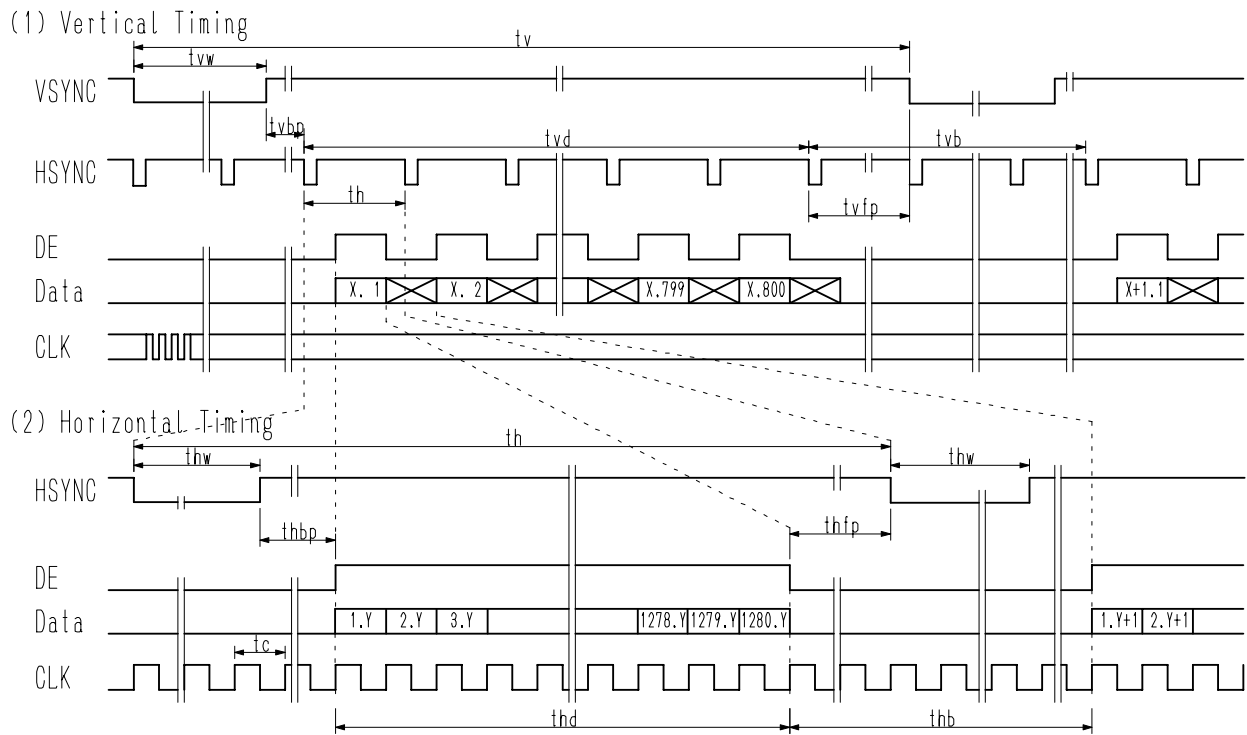 (1) Vertical Timing
tv
tvw
VSYNC
tvbp
tvd
tvb
HSYNC
th
tvfp
DE
Data
X. 1
X. 2
X.799
X.800
X+1.1
CLK
(2) Horizontal Timing
th
thw
thw
HSYNC
thbp
thfp
DE
Data
1.Y
2.Y
3.Y
1278.Y
1279.Y
1280.Y
1.Y+1
2.Y+1
tc
CLK
thd
thb